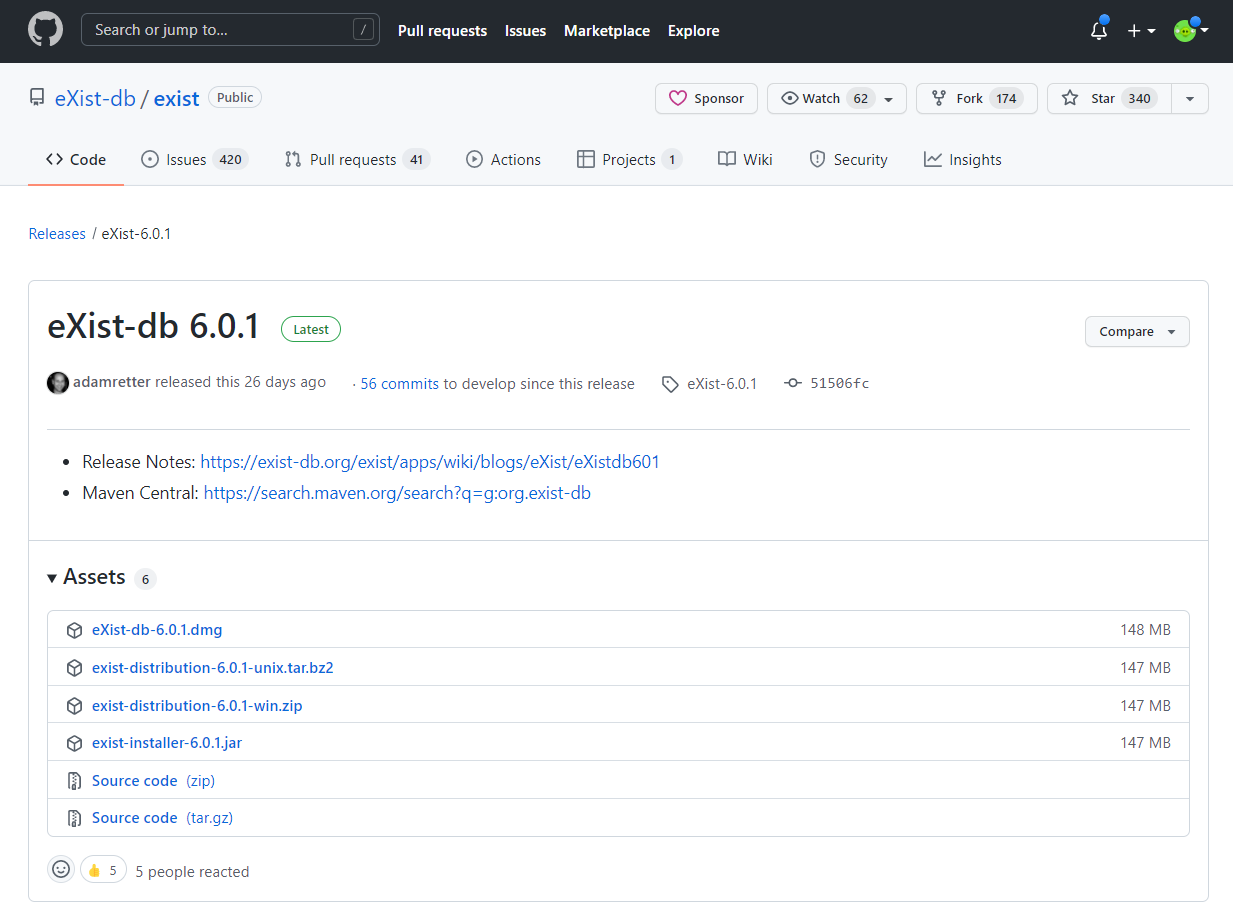 Search or jump to... / Pull requests Issues Marketplace Explore
eXist-db / exist Public Sponsor Watch 62 Fork 174 Star 340
Code Issues 420 Pull requests 41 Actions Projects 1 Wiki Security Insights
Releases / eXist-6.0.1
eXist-db 6.0.1 Latest Compare
adamretter released this 26 days ago · 56 commits to develop since this release eXist-6.0.1 51506fc
• Release Notes: https://exist-db.org/exist/apps/wiki/blogs/eXist/eXistdb601
• Maven Central: https://search.maven.org/search?q=g:org.exist-db
Assets 6
eXist-db-6.0.1.dmg 148 MB
exist-distribution-6.0.1-unix.tar.bz2 147 MB
exist-distribution-6.0.1-win.zip 147 MB
exist-installer-6.0.1.jar 147 MB
Source code (zip)
Source code (tar.gz)
5 5 people reacted